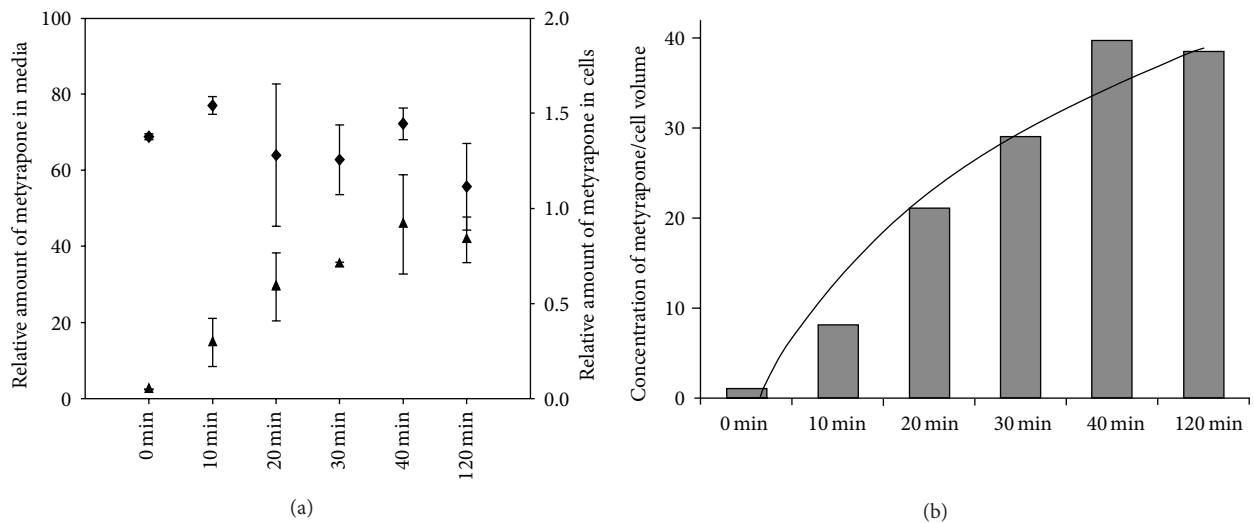 Relative amount of metyrapone in media
100
80
60
40
20
0
2.0
1.5
1.0
0.5
0.0
Relative amount of metyrapone in cells
0 min
10 min
20 min
30 min
40 min
120 min
(a)
Concentration of metyrapone/cell volume
40
30
20
10
0
0 min
10 min
20 min
30 min
40 min
120 min
(b)